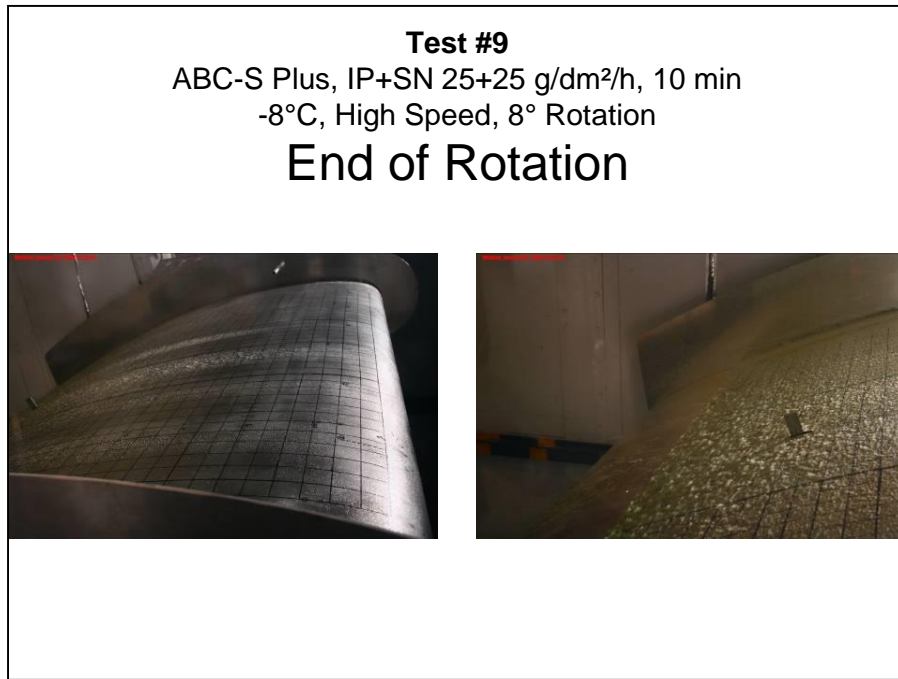 Test #9
ABC-S Plus, IP+SN 25+25 g/dm²/h, 10 min
-8°C, High Speed, 8° Rotation
End of Rotation